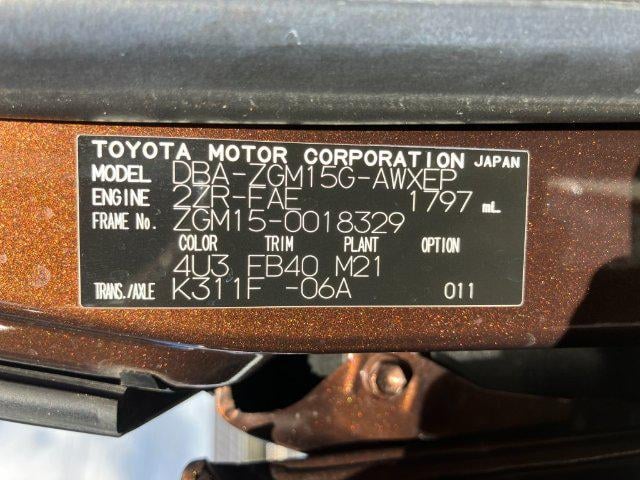 TOYOTA MOTOR CORPORATION JAPAN
MODEL DBA-ZGM15G-AWXEP
ENGINE 2ZR-FAE 1797 mL
FRAME No. ZGM15-0018329
COLOR TRIM PLANT OPTION
4U3 FB40 M21
TRANS./AXLE K311F -06A 011